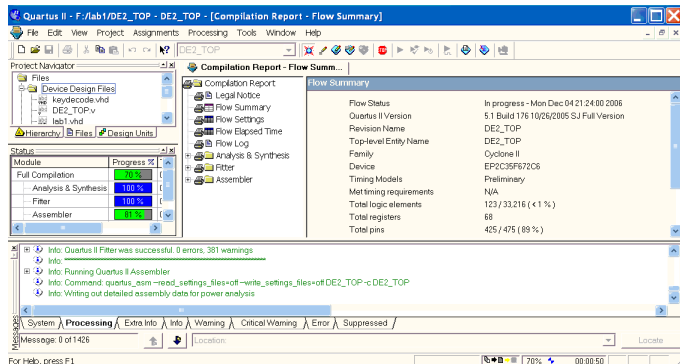 Quartus II - F:/lab1/DE2_TOP - DE2_TOP - [Compilation Report - Flow Summary]
File Edit View Project Assignments Processing Tools Window Help
DE2_TOP
Project Navigator
Files
Device Design Files
keydecode.vhd
DE2_TOP.v
lab1.vhd
Hierarchy Files Design Units
Status
Module Progress %
Full Compilation 70 %
Analysis & Synthesis 100 %
Fitter 100 %
Assembler 81 %
Compilation Report - Flow Summ...
Compilation Report
Legal Notice
Flow Summary
Flow Settings
Flow Elapsed Time
Flow Log
Analysis & Synthesis
Fitter
Assembler
Flow Summary
Flow Status In progress - Mon Dec 04 21:24:00 2006
Quartus II Version 5.1 Build 176 10/26/2005 SJ Full Version
Revision Name DE2_TOP
Top-level Entity Name DE2_TOP
Family Cyclone II
Device EP2C35F672C6
Timing Models Preliminary
Met timing requirements N/A
Total logic elements 123 / 33,216 ( < 1 % )
Total registers 68
Total pins 425 / 475 ( 89 % )
Info: Quartus II Fitter was successful. 0 errors, 381 warnings
Info: ************************************************
Info: Running Quartus II Assembler
Info: Command: quartus_asm --read_settings_files=off --write_settings_files=off DE2_TOP -c DE2_TOP
Info: Writing out detailed assembly data for power analysis
System Processing Extra Info Info Warning Critical Warning Error Suppressed
Messages
Message: 0 of 1426
Location:
Locate
For Help, press F1
70%
00:00:50